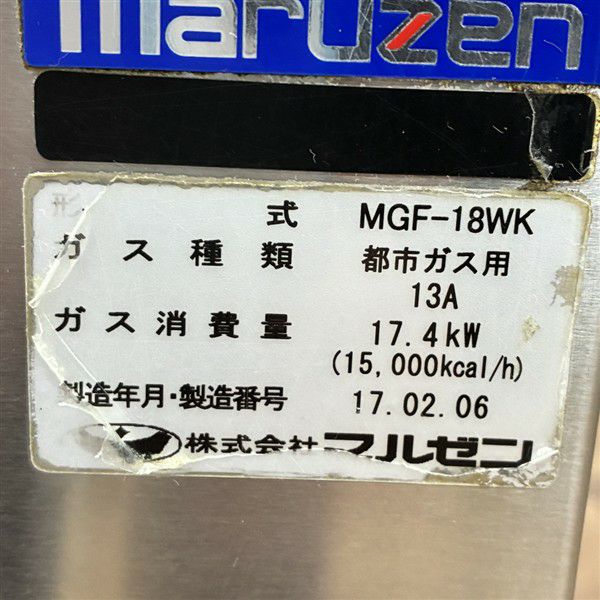 maruzen
形式 MGF-18WK
ガス種類 都市ガス用
13A
ガス消費量 17.4kW
(15,000kcal/h)
製造年月・製造番号 17.02.06
株式会社 マルゼン